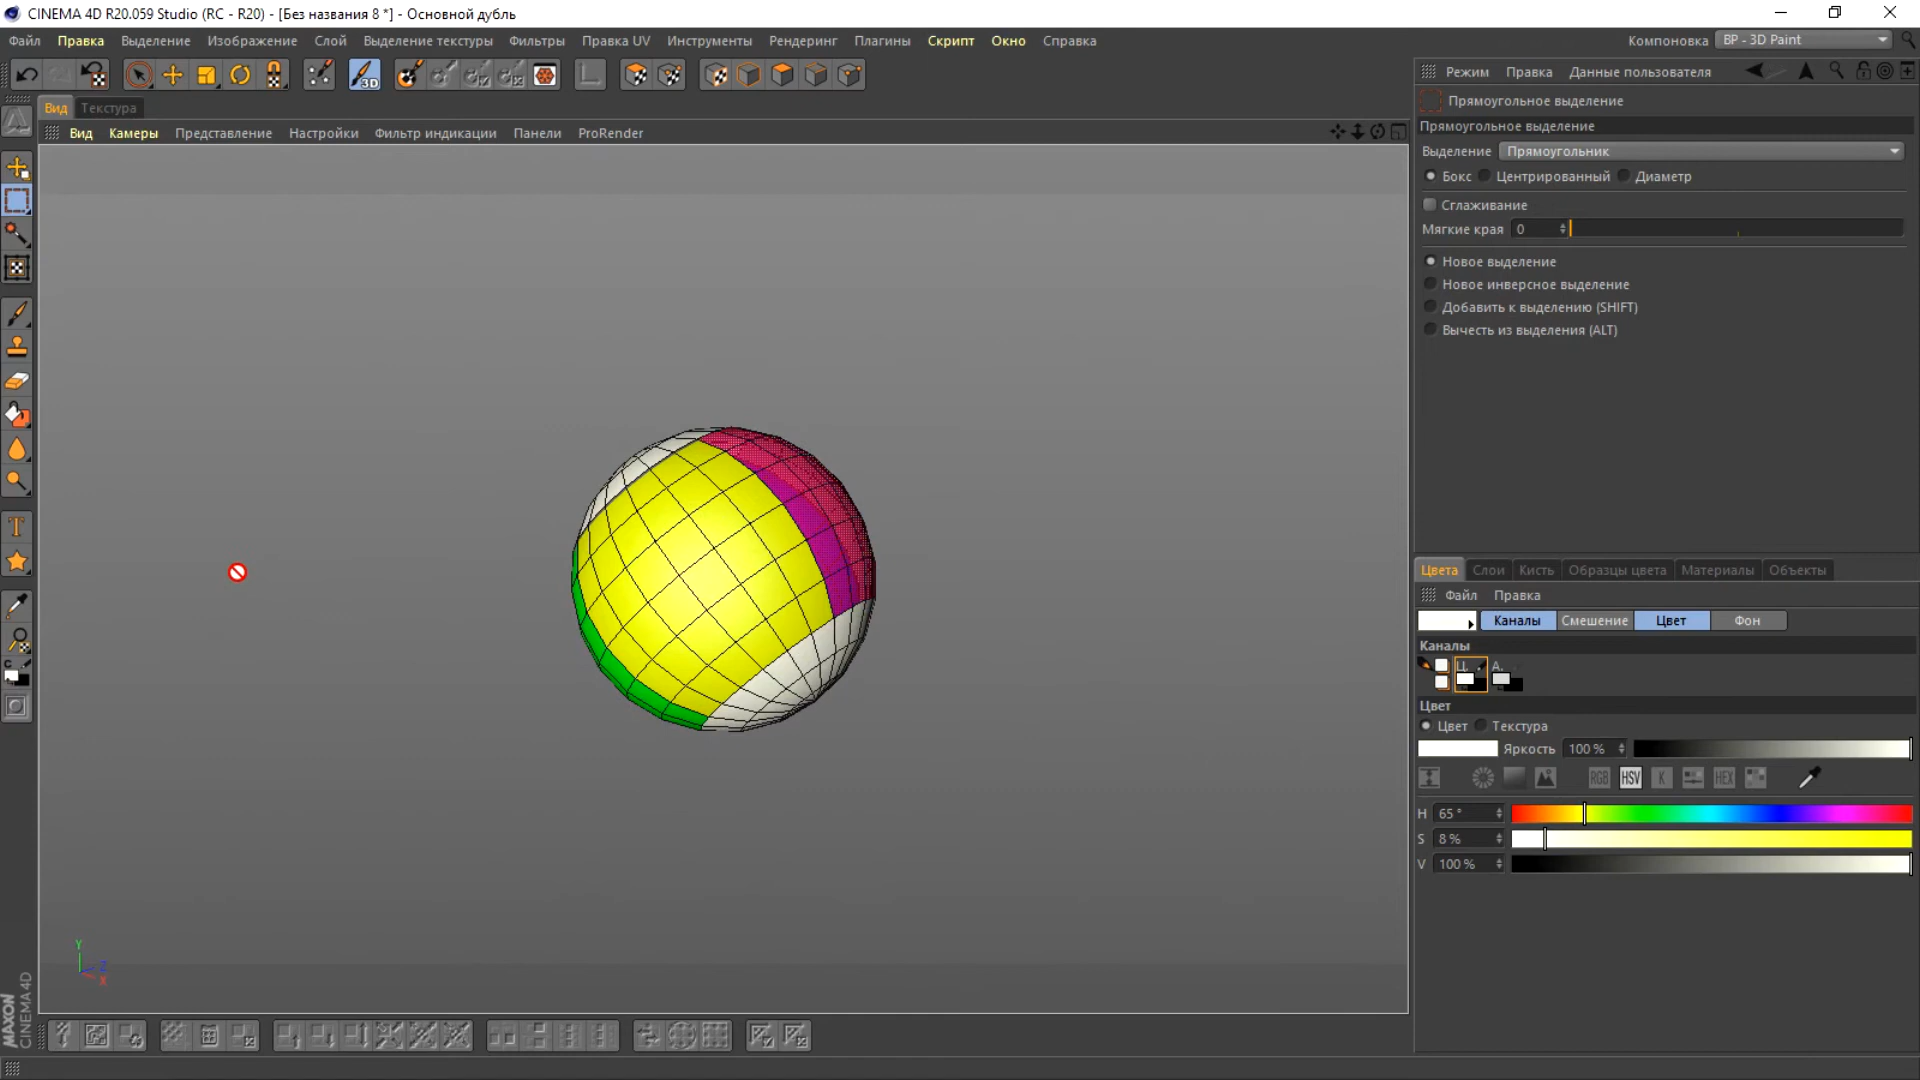 CINEMA 4D R20.059 Studio (RC - R20) - [Без названия 8 *] - Основной дубль
Файл Правка Выделение Изображение Слой Выделение текстуры Фильтры Правка UV Инструменты Рендеринг Плагины Скрипт Окно Справка
Компоновка BP - 3D Paint
3D
Режим Правка Данные пользователя
Вид Текстура
Вид Камеры Представление Настройки Фильтр индикации Панели ProRender
Прямоугольное выделение
Прямоугольное выделение
Выделение Прямоугольник
Бокс Центрированный Диаметр
Сглаживание
Мягкие края 0
Новое выделение
Новое инверсное выделение
Добавить к выделению (SHIFT)
Вычесть из выделения (ALT)
Цвета Слои Кисть Образцы цвета Материалы Объекты
Файл Правка
Каналы Смешение Цвет Фон
Каналы
Ц. А.
Цвет
Цвет Текстура
Яркость 100 %
RGB HSV K HEX
H 65 °
S 8 %
V 100 %
Y
Z
X
C
T
MAXON
CINEMA 4D